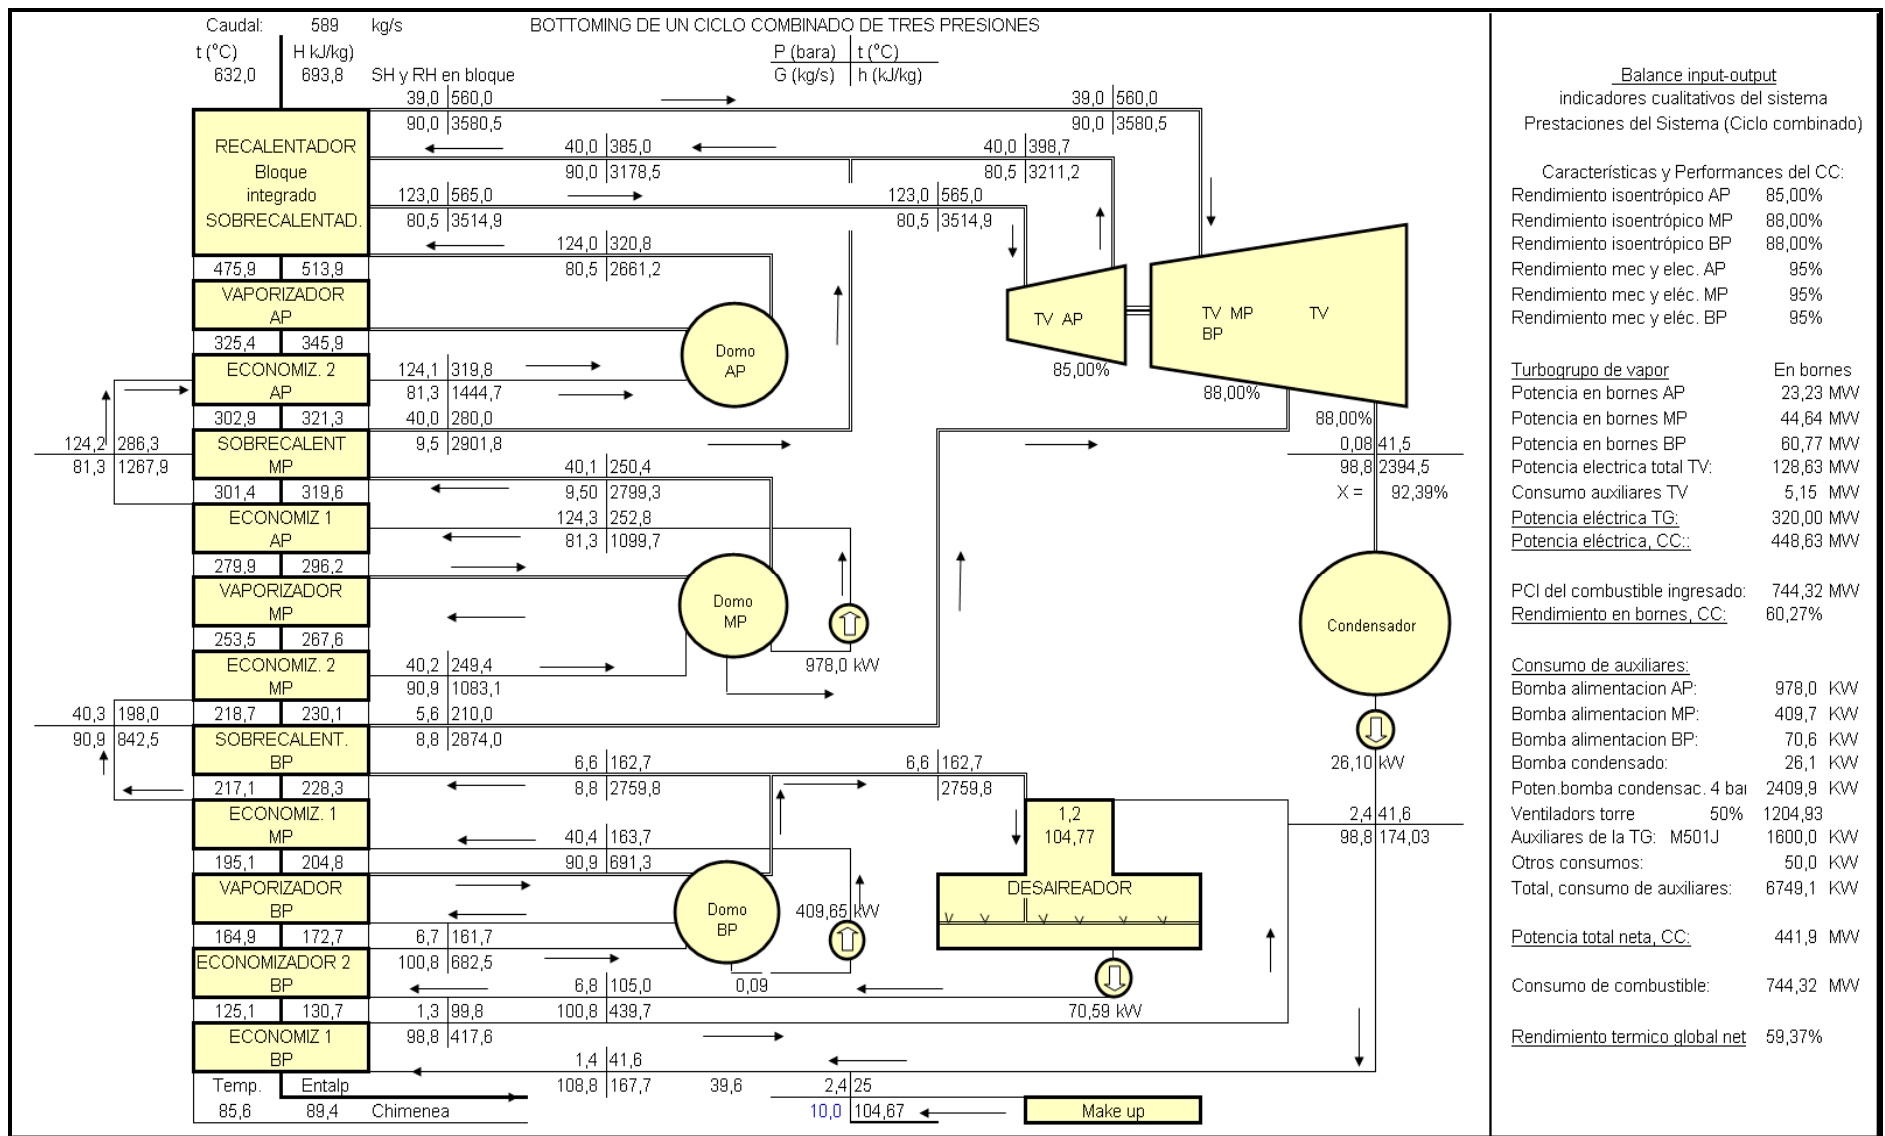 Caudal: 589 kg/s BOTTOMING DE UN CICLO COMBINADO DE TRES PRESIONES
t (°C) H kJ/kg) P (bara) t (°C)
632,0 693,8 SH y RH en bloque G (kg/s) h (kJ/kg)
39,0 560,0 39,0 560,0
90,0 3580,5 90,0 3580,5
RECALENTADOR 40,0 385,0 40,0 398,7
Bloque 90,0 3178,5 80,5 3211,2
integrado 123,0 565,0 123,0 565,0
SOBRECALENTAD. 80,5 3514,9 80,5 3514,9
124,0 320,8
475,9 513,9 80,5 2661,2
VAPORIZADOR
AP
TV AP TV MP TV
BP
325,4 345,9
Domo
AP
ECONOMIZ. 2 124,1 319,8 85,00%
AP 81,3 1444,7 88,00%
302,9 321,3 40,0 280,0 88,00%
124,2 286,3 SOBRECALENT 9,5 2901,8 0,08 41,5
81,3 1267,9 MP 40,1 250,4 98,8 2394,5
301,4 319,6 9,50 2799,3 X = 92,39%
ECONOMIZ 1 124,3 252,8
AP 81,3 1099,7
279,9 296,2
VAPORIZADOR
MP
Domo
MP
Condensador
253,5 267,6
ECONOMIZ. 2 40,2 249,4 978,0 kW
MP 90,9 1083,1
40,3 198,0 218,7 230,1 5,6 210,0
90,9 842,5 SOBRECALENT. 8,8 2874,0
BP 6,6 162,7 6,6 162,7 26,10 kW
217,1 228,3 8,8 2759,8 2759,8
ECONOMIZ. 1 1,2 2,4 41,6
MP 40,4 163,7 104,77 98,8 174,03
195,1 204,8 90,9 691,3
VAPORIZADOR DESAIREADOR
BP
Domo
BP
409,65 kW
164,9 172,7 6,7 161,7
ECONOMIZADOR 2 100,8 682,5
BP 6,8 105,0 0,09
125,1 130,7 1,3 99,8 100,8 439,7 70,59 kW
ECONOMIZ 1 98,8 417,6
BP 1,4 41,6
Temp. Entalp 108,8 167,7 39,6 2,4 25
85,6 89,4 Chimenea 10,0 104,67 Make up
Balance input-output
indicadores cualitativos del sistema
Prestaciones del Sistema (Ciclo combinado)
Características y Performances del CC:
Rendimiento isoentrópico AP 85,00%
Rendimiento isoentrópico MP 88,00%
Rendimiento isoentrópico BP 88,00%
Rendimiento mec y elec. AP 95%
Rendimiento mec y eléc. MP 95%
Rendimiento mec y eléc. BP 95%
Turbogrupo de vapor En bornes
Potencia en bornes AP 23,23 MW
Potencia en bornes MP 44,64 MW
Potencia en bornes BP 60,77 MW
Potencia electrica total TV: 128,63 MW
Consumo auxiliares TV 5,15 MW
Potencia eléctrica TG: 320,00 MW
Potencia eléctrica, CC:: 448,63 MW
PCI del combustible ingresado: 744,32 MW
Rendimiento en bornes, CC: 60,27%
Consumo de auxiliares:
Bomba alimentacion AP: 978,0 KW
Bomba alimentacion MP: 409,7 KW
Bomba alimentacion BP: 70,6 KW
Bomba condensado: 26,1 KW
Poten.bomba condensac. 4 bar 2409,9 KW
Ventiladors torre 50% 1204,93
Auxiliares de la TG: M501J 1600,0 KW
Otros consumos: 50,0 KW
Total, consumo de auxiliares: 6749,1 KW
Potencia total neta, CC: 441,9 MW
Consumo de combustible: 744,32 MW
Rendimiento termico global net 59,37%